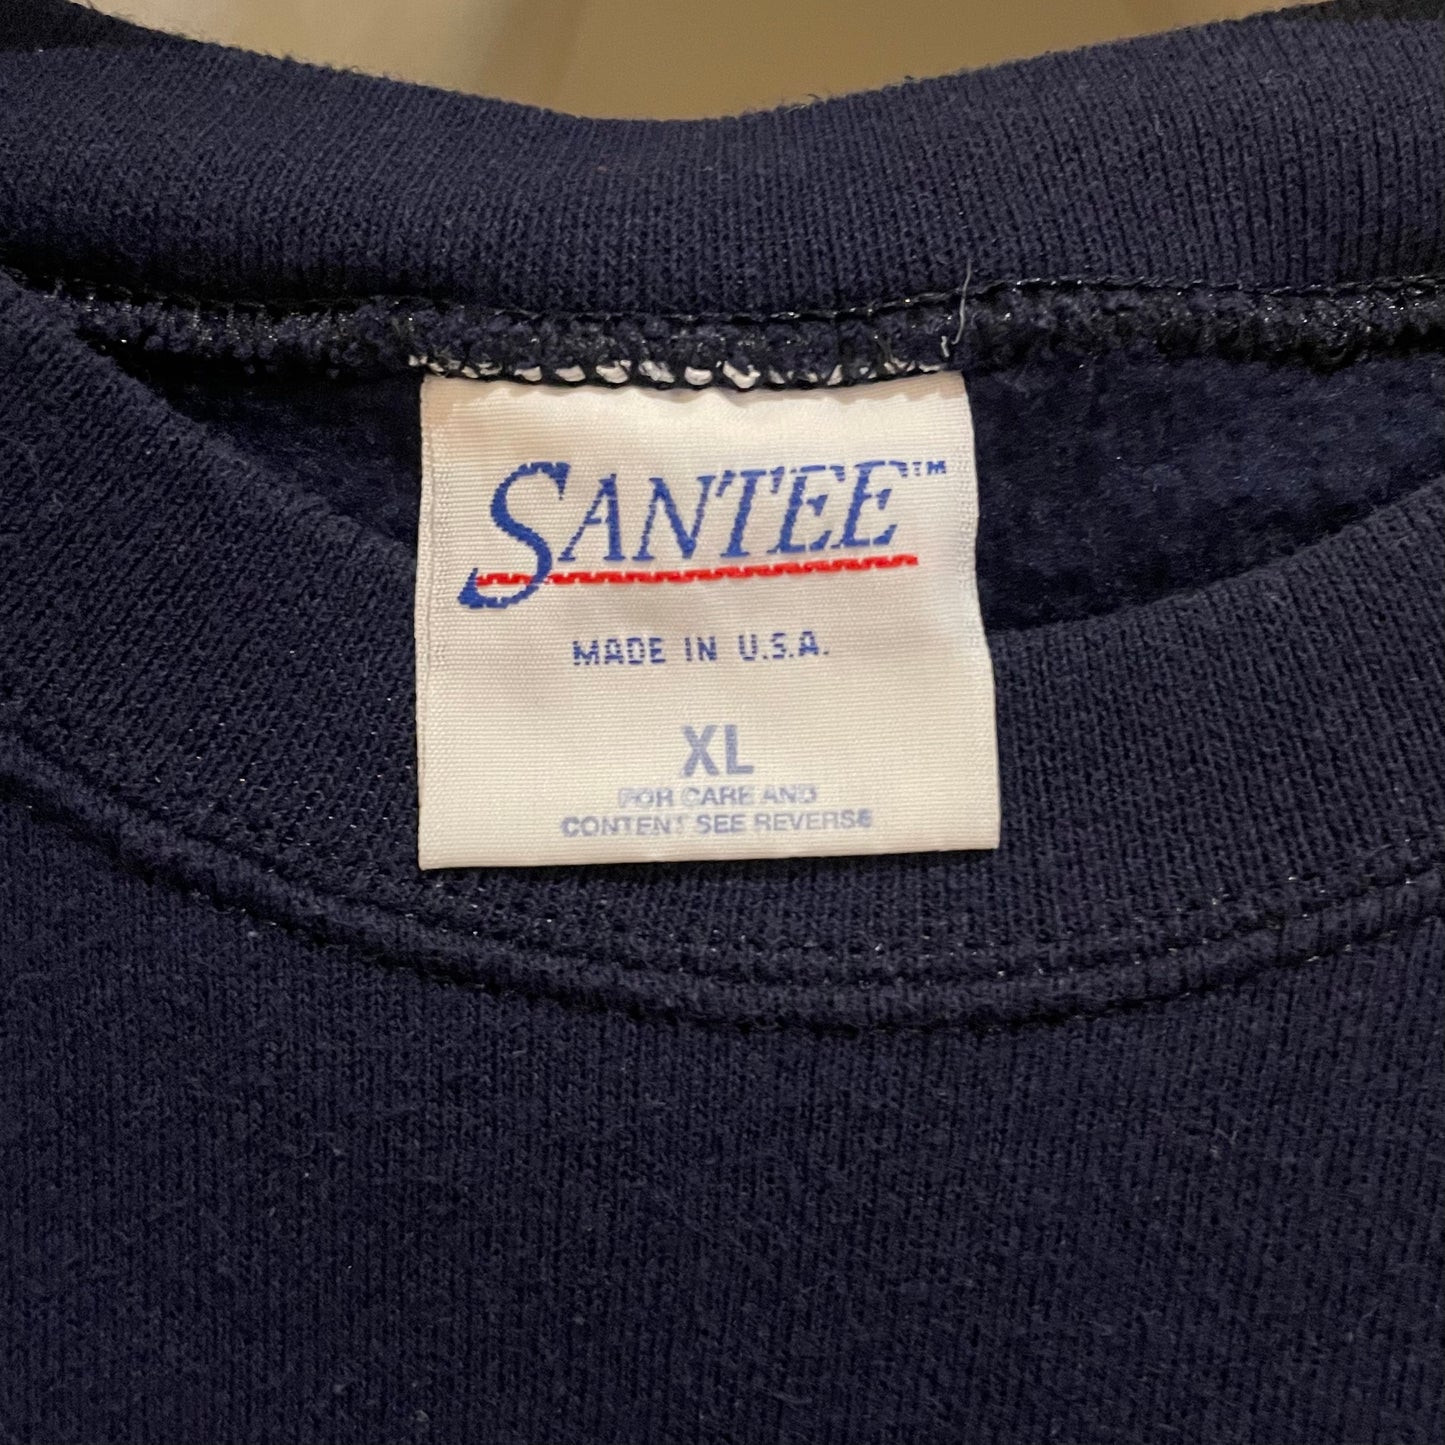 SANTEE™
MADE IN U.S.A.
XL
FOR CARE AND
CONTENT SEE REVERSE